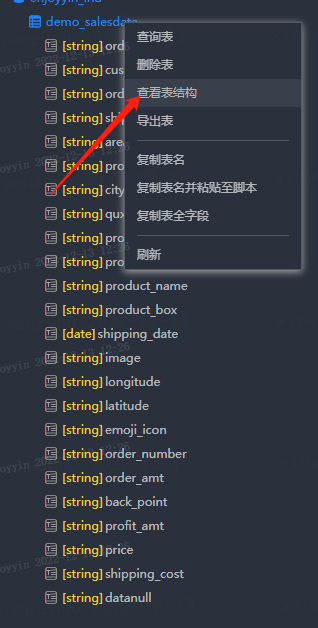 enjoyyin_ind
demo_salesdata
查询表
[string] ord
删除表
[string] cus
查看表结构
[string] ord
导出表
[string] shi
[string] are
复制表名
[string] pro
复制表名并粘贴至脚本
[string] city
复制表全字段
[string] qux
[string] pro
刷新
[string] pro
[string] product_name
[string] product_box
[date] shipping_date
[string] image
[string] longitude
[string] latitude
[string] emoji_icon
[string] order_number
[string] order_amt
[string] back_point
[string] profit_amt
[string] price
[string] shipping_cost
[string] datanull